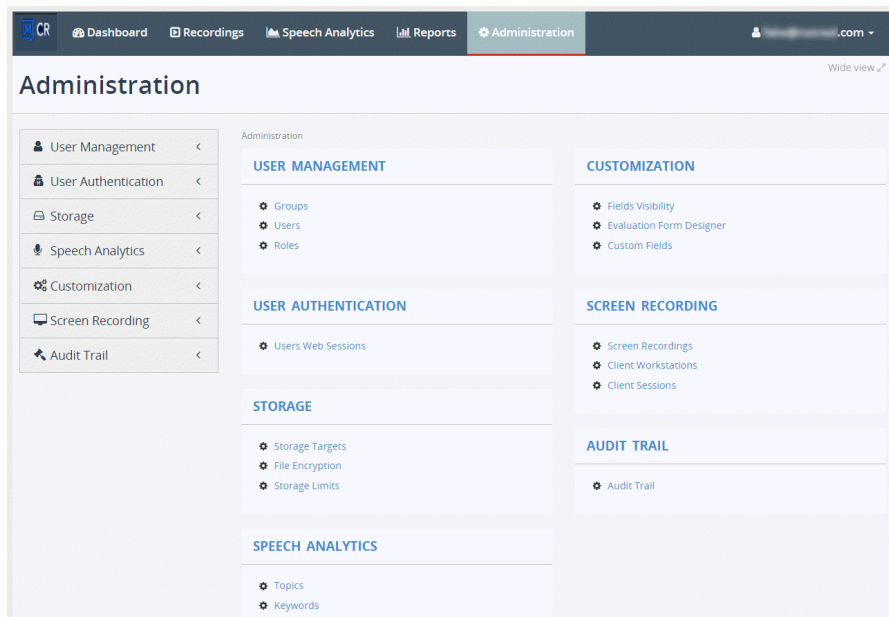 CR Dashboard Recordings Speech Analytics Reports Administration .com
Wide view
Administration
User Management
User Authentication
Storage
Speech Analytics
Customization
Screen Recording
Audit Trail
Administration
USER MANAGEMENT
Groups
Users
Roles
USER AUTHENTICATION
Users Web Sessions
STORAGE
Storage Targets
File Encryption
Storage Limits
SPEECH ANALYTICS
Topics
Keywords
CUSTOMIZATION
Fields Visibility
Evaluation Form Designer
Custom Fields
SCREEN RECORDING
Screen Recordings
Client Workstations
Client Sessions
AUDIT TRAIL
Audit Trail